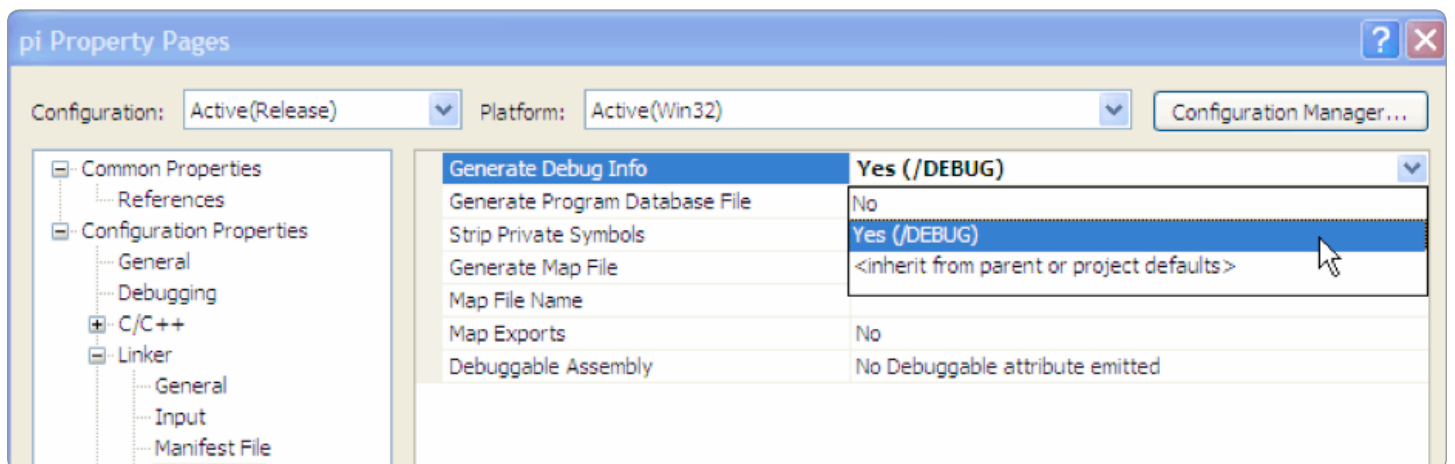 pi Property Pages
Configuration: Active(Release) Platform: Active(Win32) Configuration Manager...
Common Properties
References
Configuration Properties
General
Debugging
C/C++
Linker
General
Input
Manifest File
Generate Debug Info Yes (/DEBUG)
Generate Program Database File No
Strip Private Symbols Yes (/DEBUG)
Generate Map File <inherit from parent or project defaults>
Map File Name
Map Exports No
Debuggable Assembly No Debuggable attribute emitted